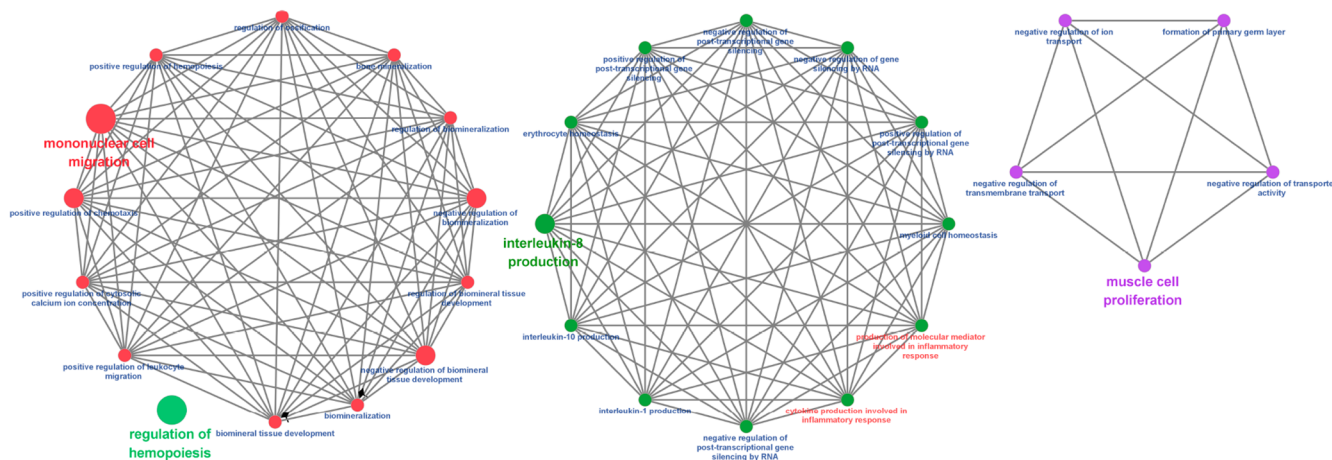 regulation of ossification
positive regulation of hemopoiesis
bone mineralization
mononuclear cell
migration
regulation of biomineralization
positive regulation of chemotaxis
negative regulation of
biomineralization
positive regulation of cytosolic
calcium ion concentration
regulation of biomineral tissue
development
positive regulation of leukocyte
migration
negative regulation of biomineral
tissue development
biomineralization
biomineral tissue development
regulation of
hemopoiesis
negative regulation of
post-transcriptional gene
silencing
positive regulation of
post-transcriptional gene
silencing
negative regulation of gene
silencing by RNA
erythrocyte homeostasis
positive regulation of
post-transcriptional gene
silencing by RNA
interleukin-8
production
myeloid cell homeostasis
interleukin-10 production
production of molecular mediator
involved in inflammatory
response
interleukin-1 production
cytokine production involved in
inflammatory response
negative regulation of
post-transcriptional gene
silencing by RNA
negative regulation of ion
transport
formation of primary germ layer
negative regulation of
transmembrane transport
negative regulation of transporte
activity
muscle cell
proliferation